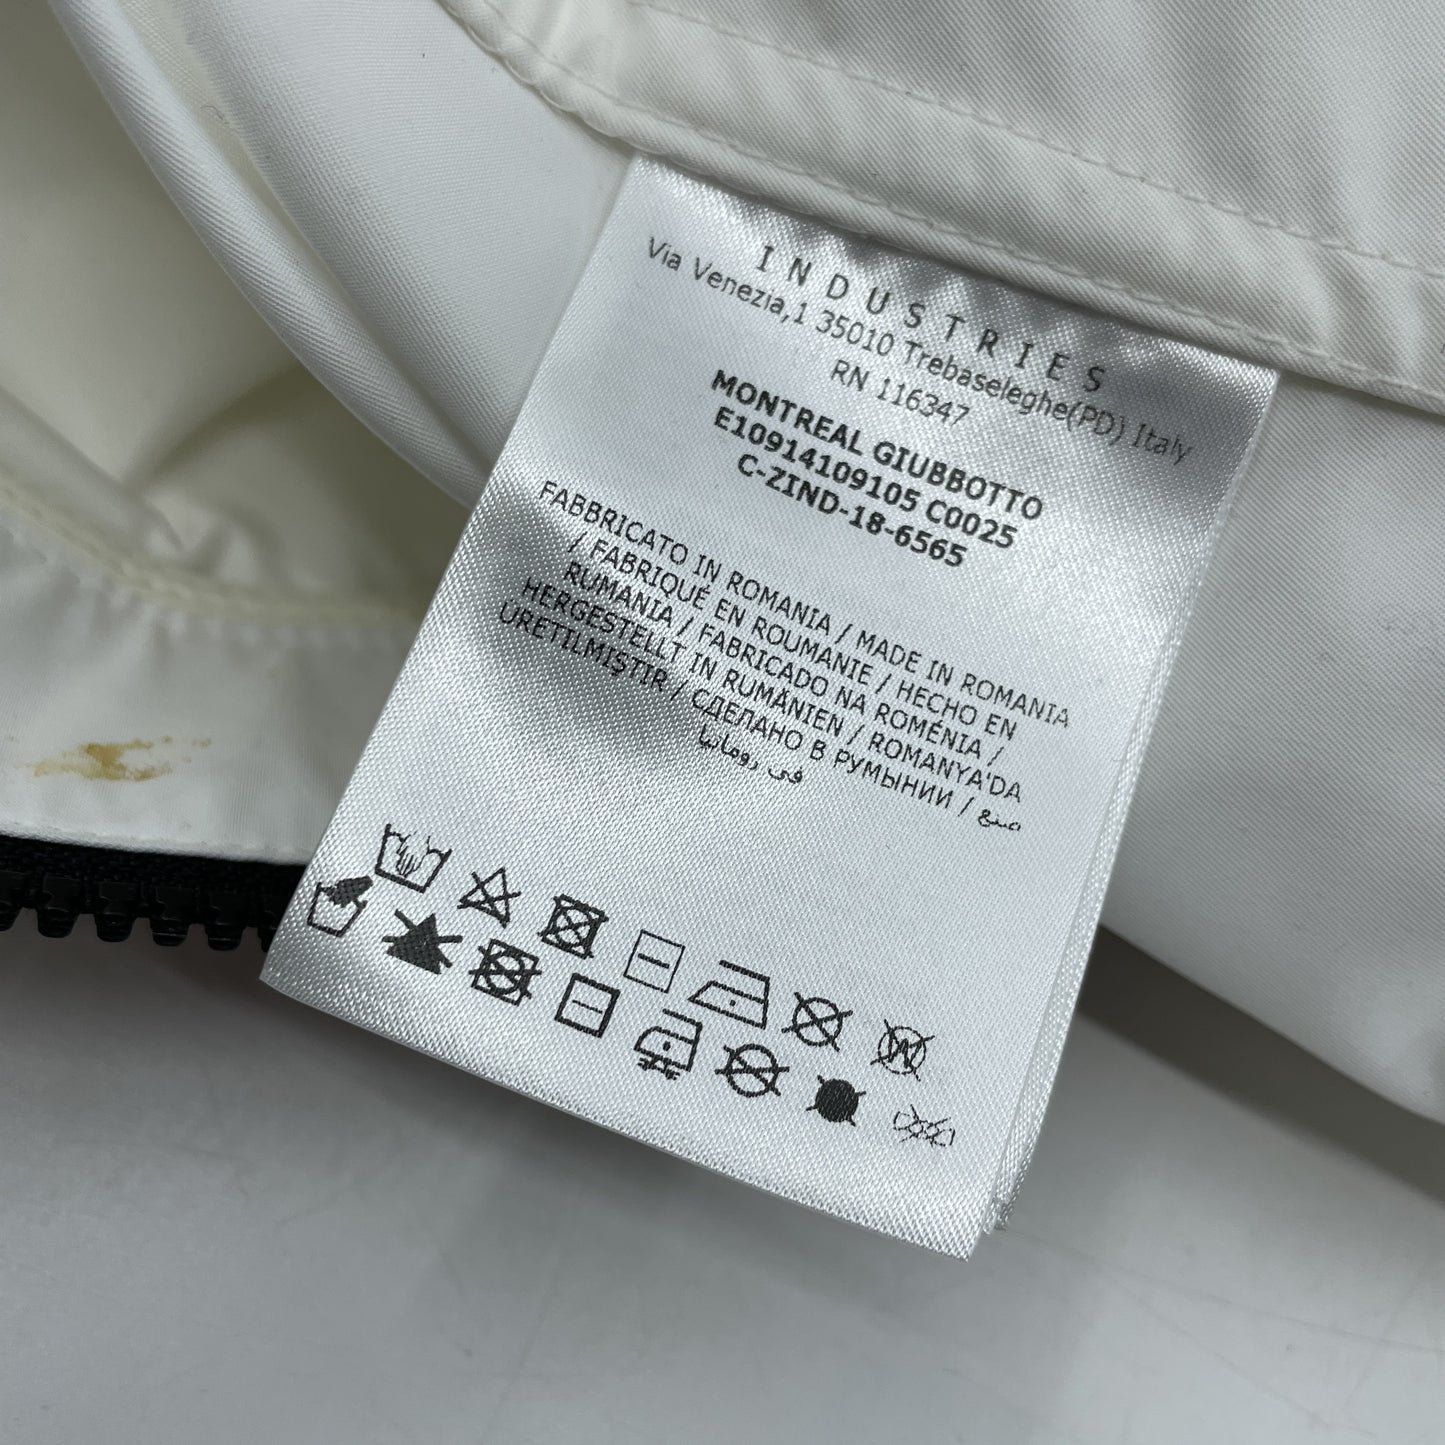 INDUSTRIES
Via Venezia,1 35010 Trebaseleghe(PD) Italy
RN 116347
MONTREAL GIUBBOTTO
E10914109105 C0025
C-ZIND-18-6565
FABBRICATO IN ROMANIA / MADE IN ROMANIA
/ FABRIQUÉ EN ROUMANIE / HECHO EN
RUMANIA / FABRICADO NA ROMÉNIA /
HERGESTELLT IN RUMÄNIEN / ROMANYA'DA
ÜRETILMIŞTIR / СДЕЛАНО В РУМЫНИИ / صنع
في رومانيا
W